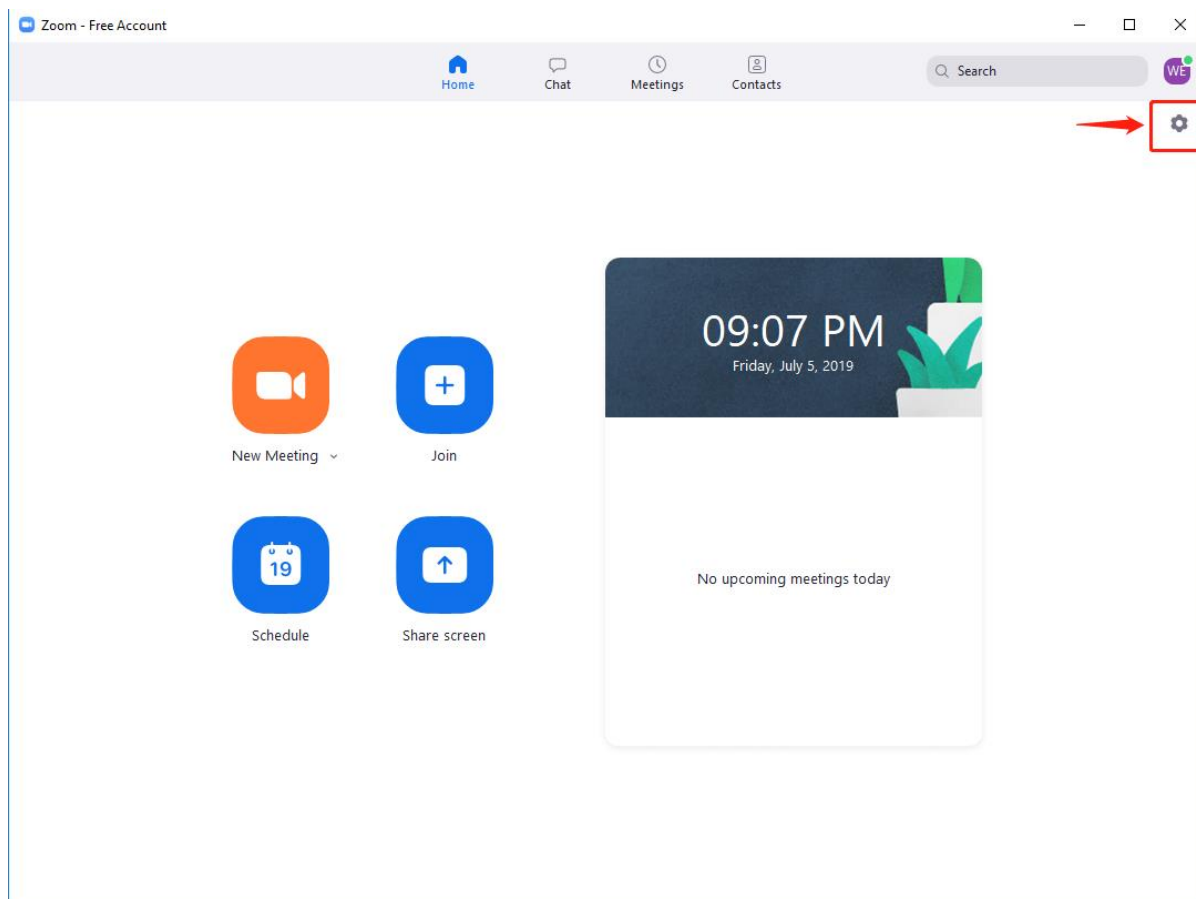 Zoom - Free Account
Home
Chat
Meetings
Contacts
Search
WE
09:07 PM
Friday, July 5, 2019
New Meeting
Join
19
Schedule
Share screen
No upcoming meetings today